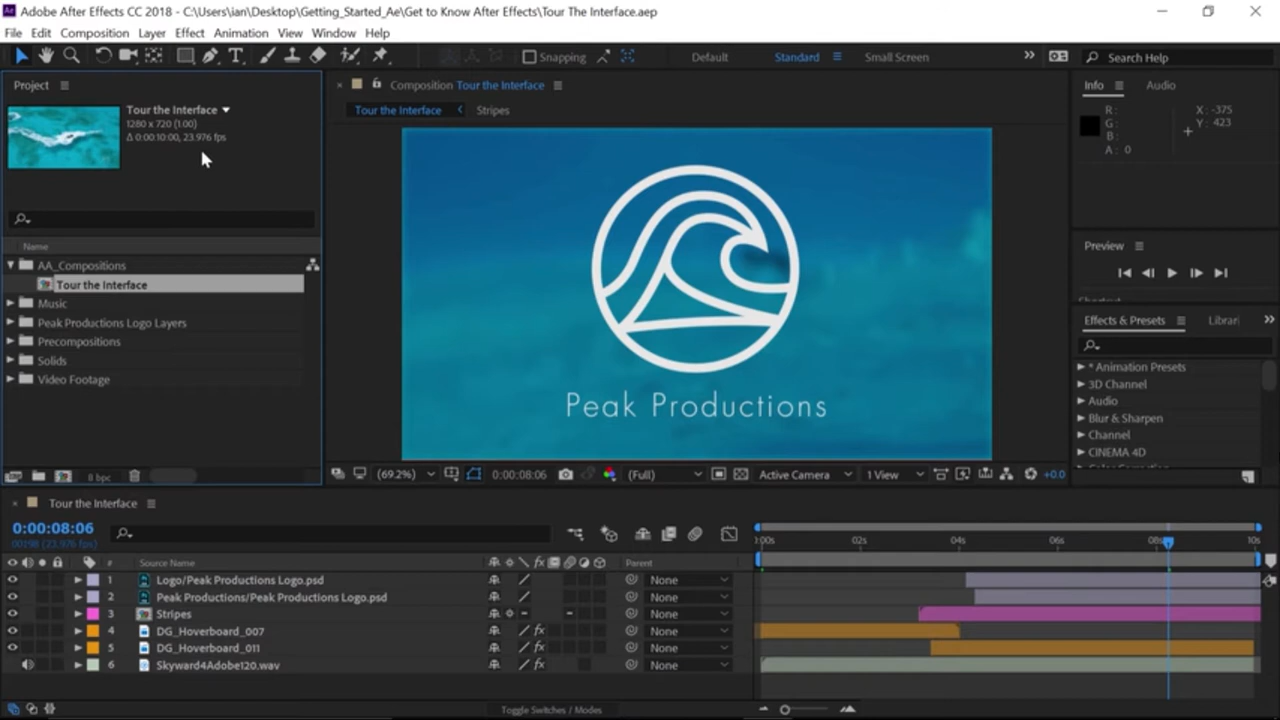 Adobe After Effects CC 2018 - C:\Users\ian\Desktop\Getting_Started_Ae\Get to Know After Effects\Tour The Interface.aep
File Edit Composition Layer Effect Animation View Window Help
Snapping Default Standard Small Screen Search Help
Project
Tour the Interface
1280 x 720 (1.00)
Δ 0:00:10:00, 23.976 fps
Name
AA_Compositions
Tour the Interface
Music
Peak Productions Logo Layers
Precompositions
Solids
Video Footage
8 bpc
Composition Tour the Interface
Tour the Interface Stripes
Peak Productions
(69.2%) 0:00:08:06 (Full) Active Camera 1 View +0.0
Info Audio
R: X: -375
G: Y: 423
B:
A: 0
Preview
Effects & Presets Librari
* Animation Presets
3D Channel
Audio
Blur & Sharpen
Channel
CINEMA 4D
Tour the Interface
0:00:08:06
00198 (23.976 fps)
:00s 02s 04s 06s 08s 10s
# Source Name Parent
1 Logo/Peak Productions Logo.psd None
2 Peak Productions/Peak Productions Logo.psd None
3 Stripes None
4 DG_Hoverboard_007 fx None
5 DG_Hoverboard_011 fx None
6 Skyward4Adobe120.wav fx None
Toggle Switches / Modes